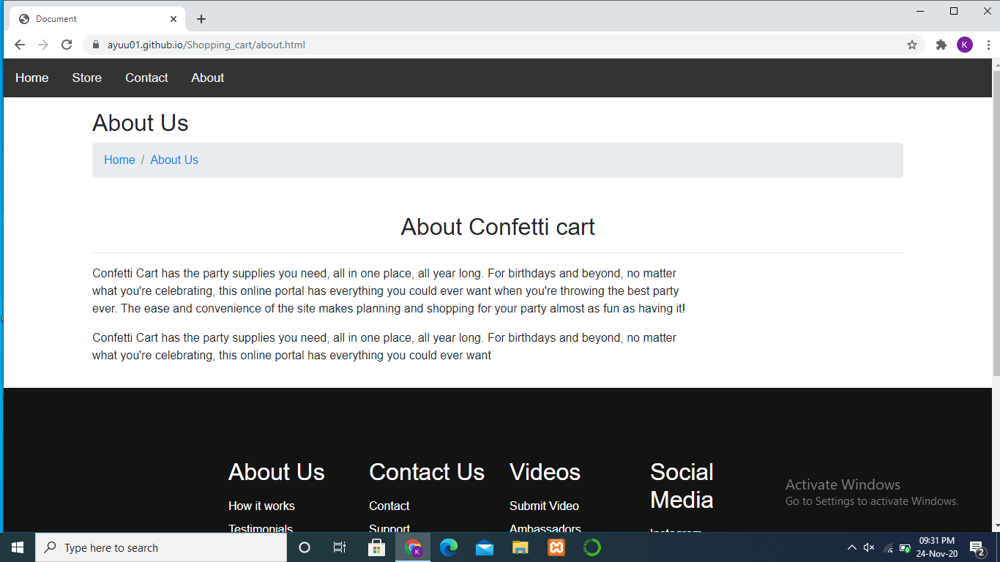 Document
ayuu01.github.io/Shopping_cart/about.html
K
Home Store Contact About
About Us
Home / About Us
About Confetti cart
Confetti Cart has the party supplies you need, all in one place, all year long. For birthdays and beyond, no matter
what you're celebrating, this online portal has everything you could ever want when you're throwing the best party
ever. The ease and convenience of the site makes planning and shopping for your party almost as fun as having it!
Confetti Cart has the party supplies you need, all in one place, all year long. For birthdays and beyond, no matter
what you're celebrating, this online portal has everything you could ever want
About Us
How it works
Testimonials
Contact Us
Contact
Support
Videos
Submit Video
Ambassadors
Social
Media
Instagram
Activate Windows
Go to Settings to activate Windows.
Type here to search
K
09:31 PM
24-Nov-20
2